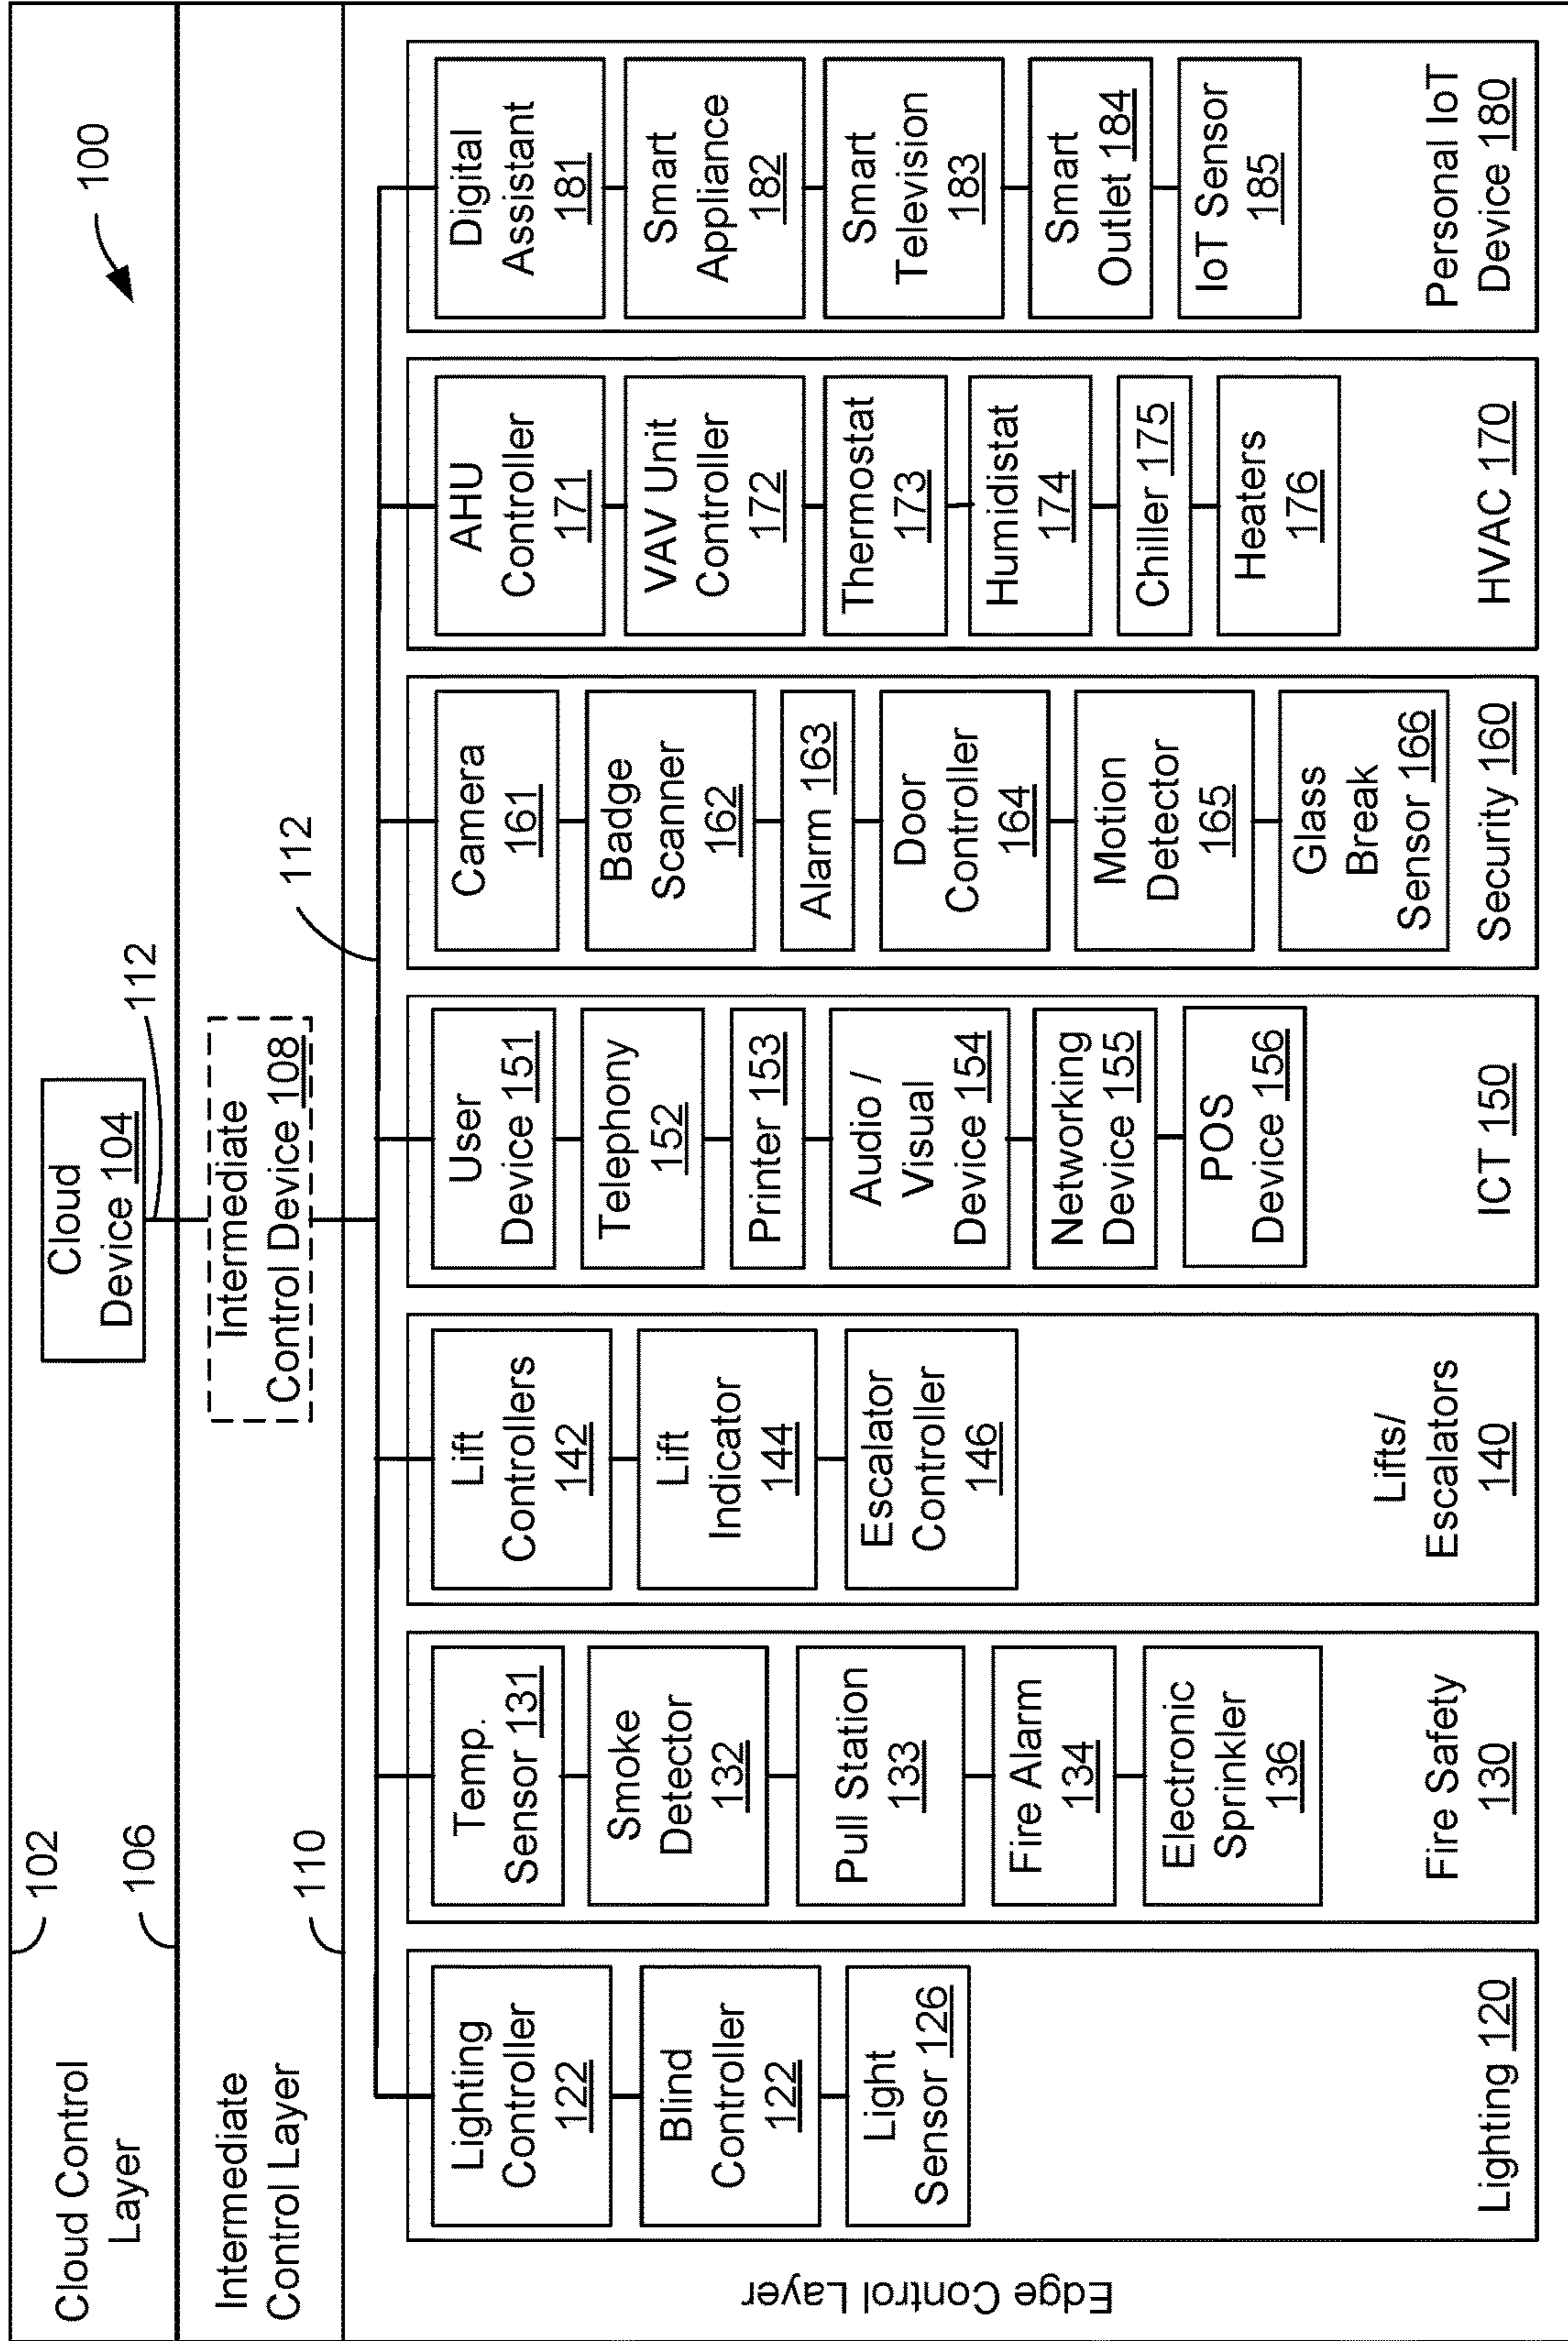 100
Cloud Control
Layer
102
Cloud
Device 104
112
106
Intermediate
Control Layer
Intermediate
Control Device 108
110
112
Edge Control Layer
Lighting
Controller
122
Blind
Controller
122
Light
Sensor 126
Lighting 120
Temp.
Sensor 131
Smoke
Detector
132
Pull Station
133
Fire Alarm
134
Electronic
Sprinkler
136
Fire Safety
130
Lift
Controllers
142
Lift
Indicator
144
Escalator
Controller
146
Lifts/
Escalators
140
User
Device 151
Telephony
152
Printer 153
Audio /
Visual
Device 154
Networking
Device 155
POS
Device 156
ICT 150
Camera
161
Badge
Scanner
162
Alarm 163
Door
Controller
164
Motion
Detector
165
Glass
Break
Sensor 166
Security 160
AHU
Controller
171
VAV Unit
Controller
172
Thermostat
173
Humidistat
174
Chiller 175
Heaters
176
HVAC 170
Digital
Assistant
181
Smart
Appliance
182
Smart
Television
183
Smart
Outlet 184
IoT Sensor
185
Personal IoT
Device 180